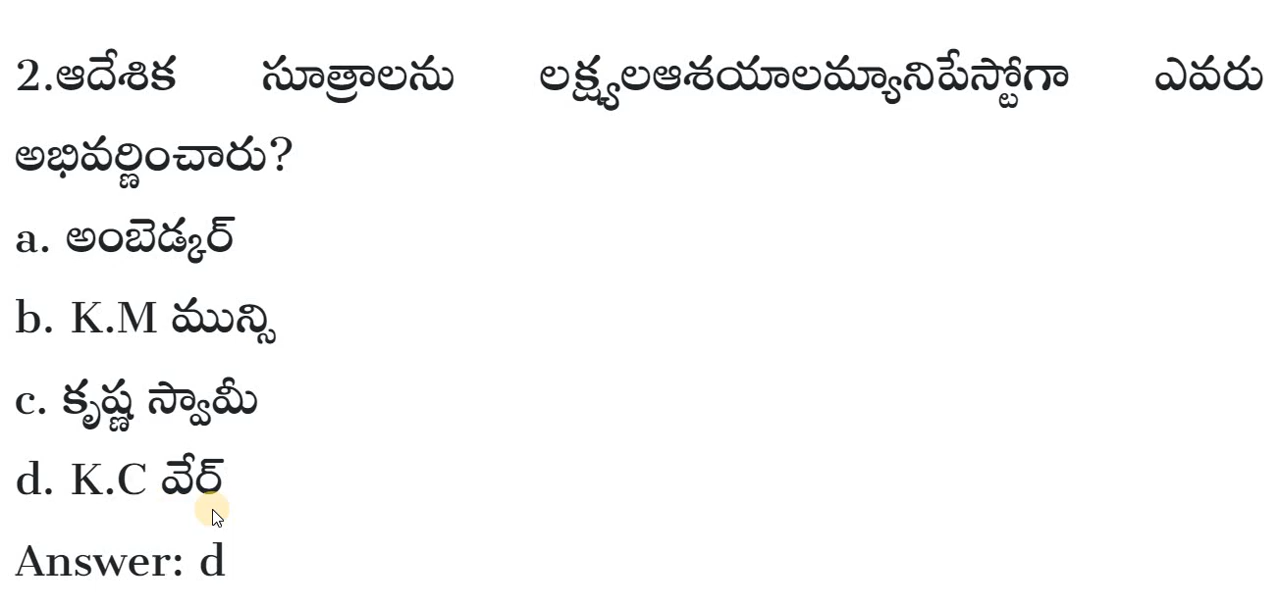 2.ఆదేశిక సూత్రాలను లక్ష్యలఆశయాలమ్యానిపేస్టోగా ఎవరు
అభివర్ణించారు?
a. అంబెడ్కర్
b. K.M మున్సి
c. కృష్ణ స్వామీ
d. K.C వేర్
Answer: d